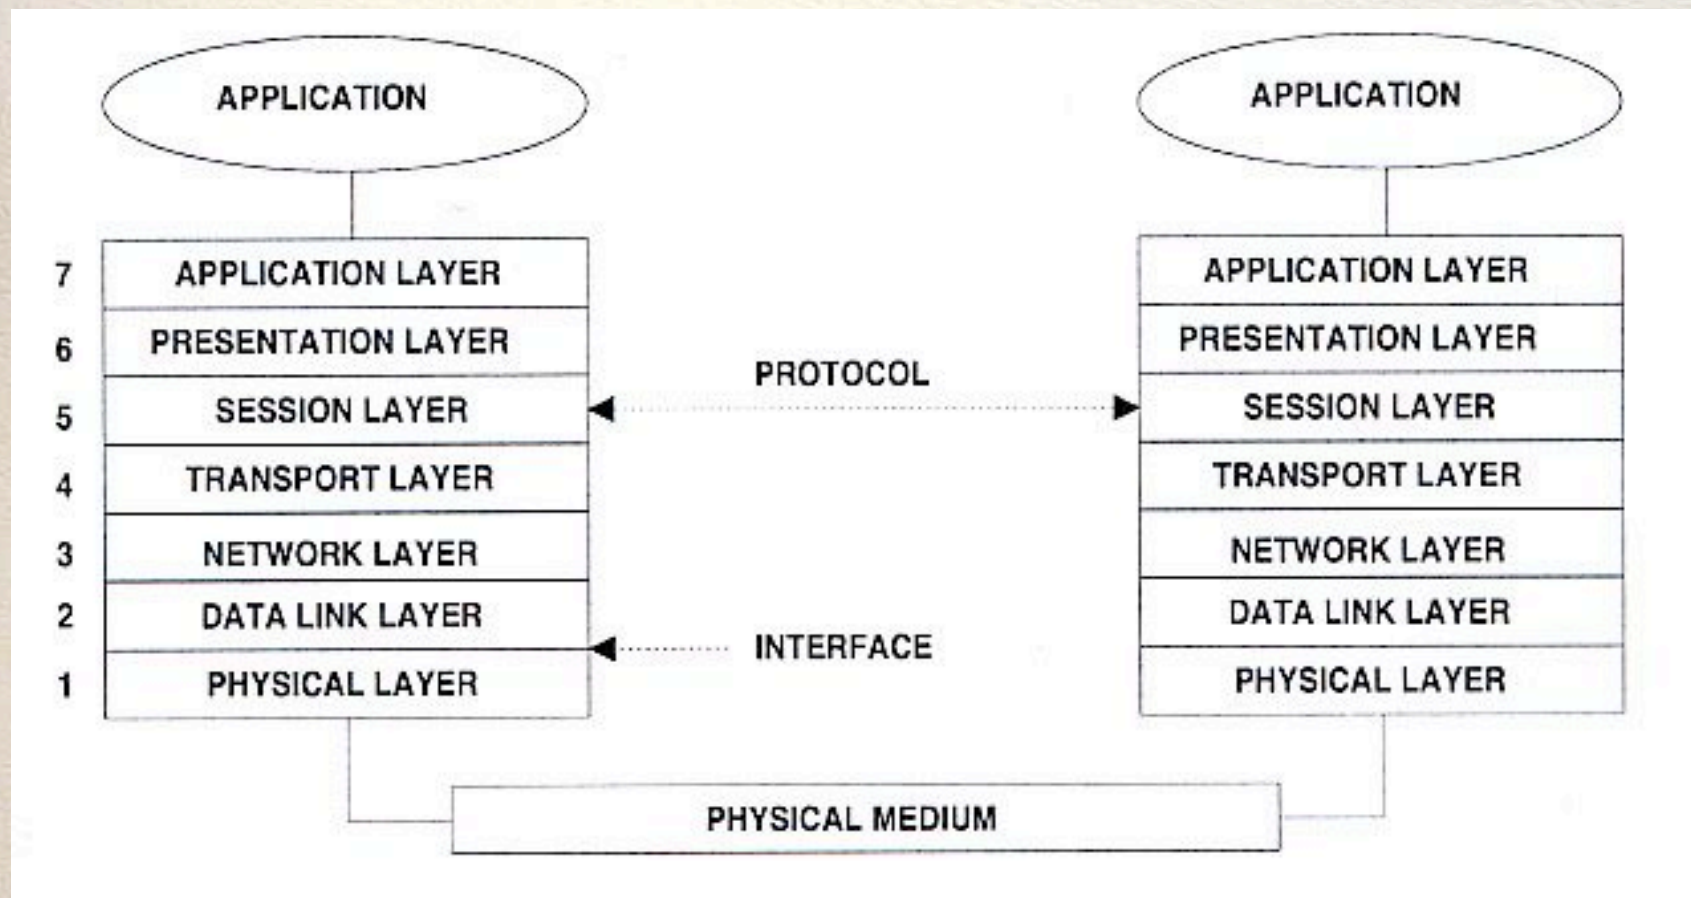 APPLICATION
APPLICATION
7 APPLICATION LAYER
APPLICATION LAYER
6 PRESENTATION LAYER
PRESENTATION LAYER
PROTOCOL
5 SESSION LAYER
SESSION LAYER
4 TRANSPORT LAYER
TRANSPORT LAYER
3 NETWORK LAYER
NETWORK LAYER
2 DATA LINK LAYER
DATA LINK LAYER
INTERFACE
1 PHYSICAL LAYER
PHYSICAL LAYER
PHYSICAL MEDIUM